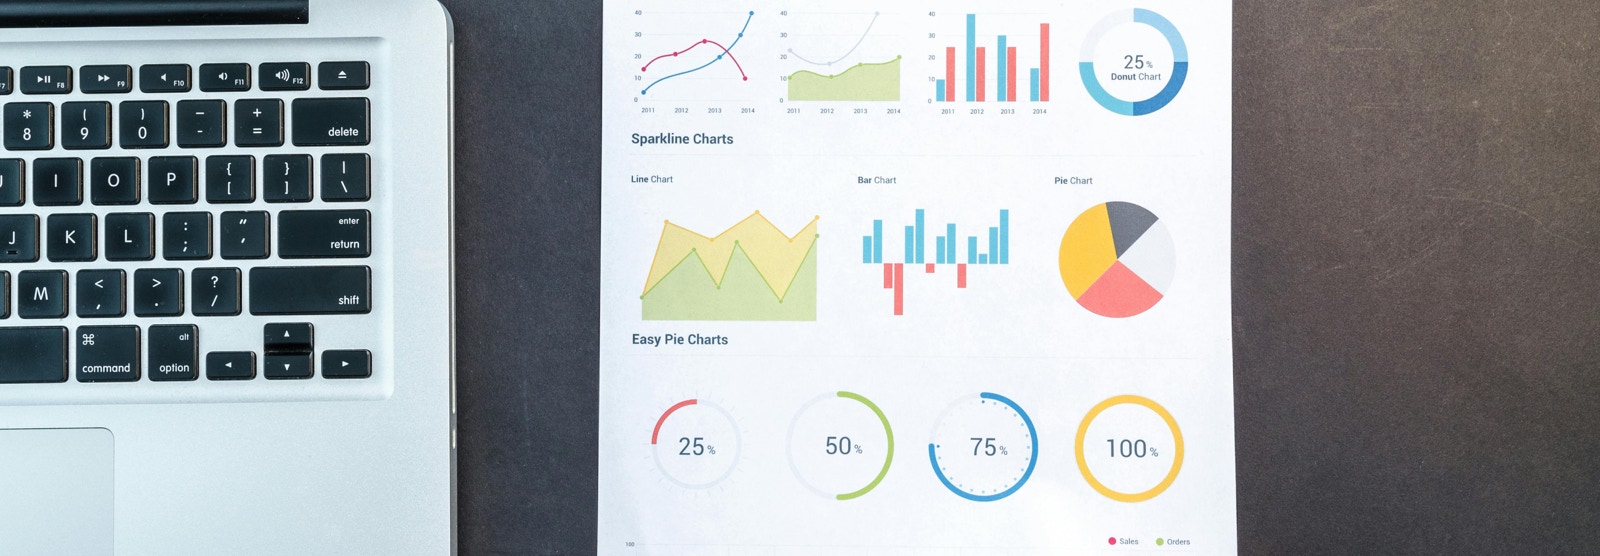 F7
F8
F9
F10
F11
F12
*
8
(
9
)
0
_
-
+
=
delete
I
O
P
{
[
}
]
|
\
J
K
L
:
;
"
'
enter
return
M
<
,
>
.
?
/
shift
⌘
command
alt
option
40
30
20
10
0
2011 2012 2013 2014
40
30
20
10
0
2011 2012 2013 2014
40
30
20
10
0
2011 2012 2013 2014
25%
Donut Chart
Sparkline Charts
Line Chart
Bar Chart
Pie Chart
Easy Pie Charts
25%
50%
75%
100%
100
Sales
Orders